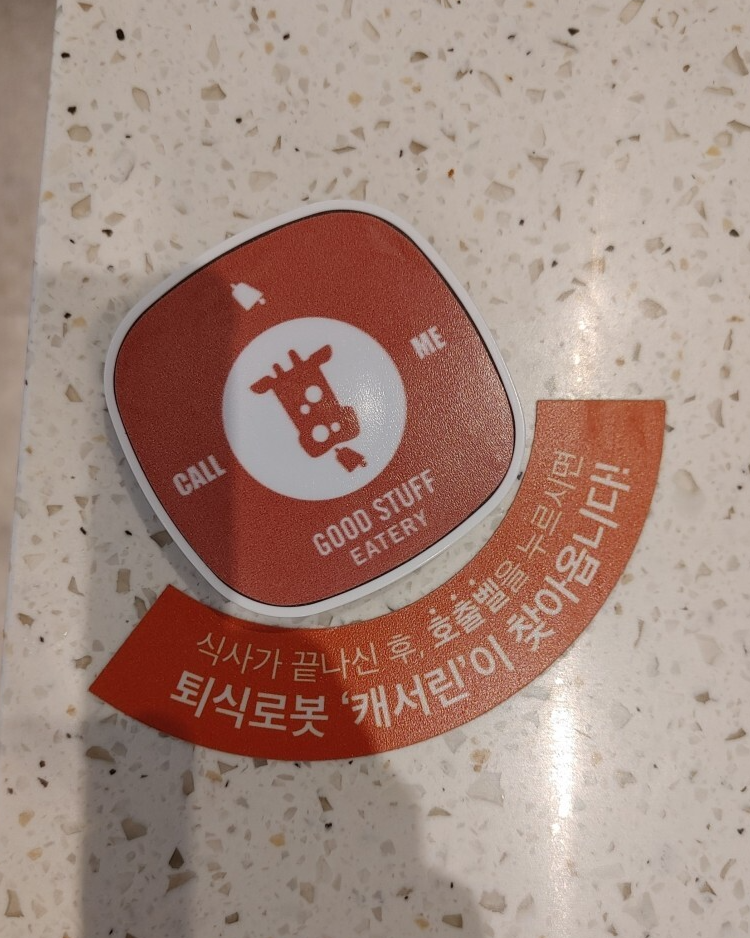 CALL
ME
GOOD STUFF
EATERY
식사가 끝나신 후, 호출벨을 누르시면
퇴식로봇 '캐서린'이 찾아옵니다!